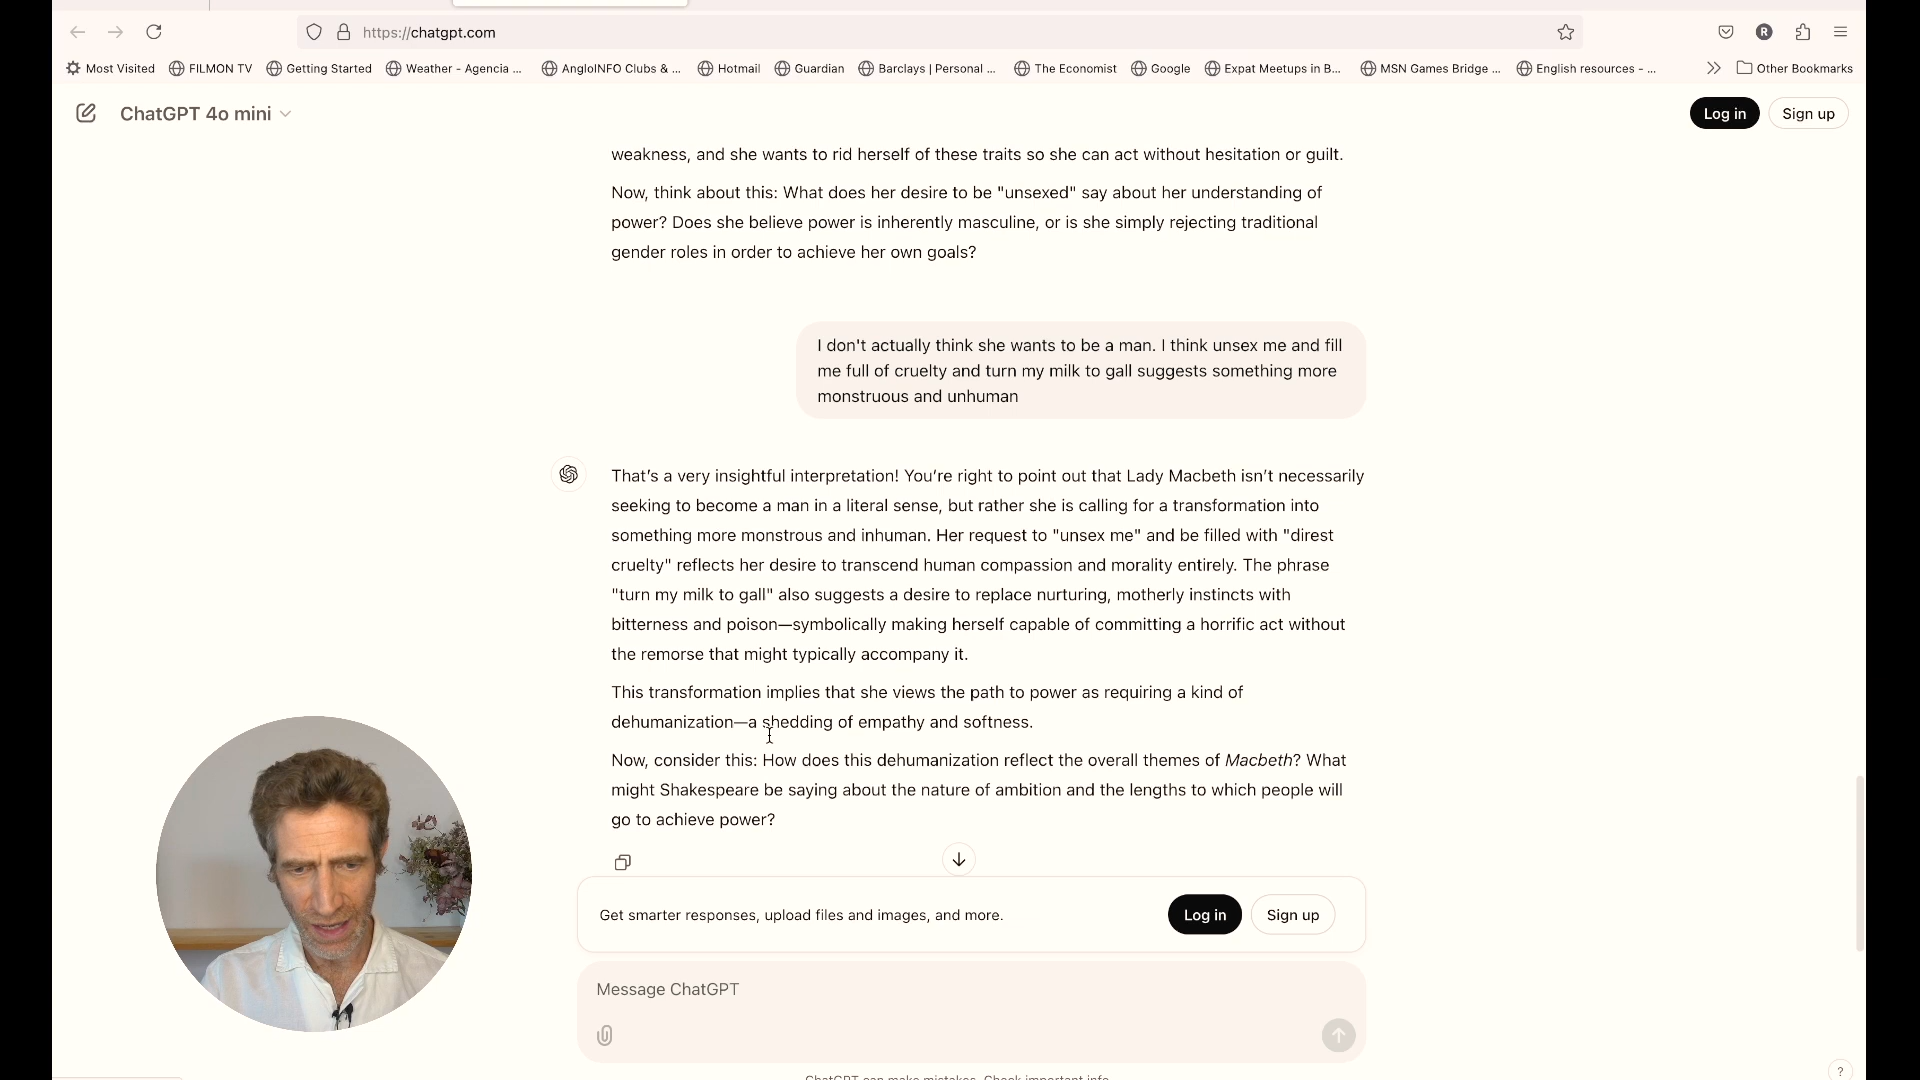 https://chatgpt.com
Most Visited FILMON TV Getting Started Weather - Agencia ... AngloINFO Clubs & ... Hotmail Guardian Barclays | Personal ... The Economist Google Expat Meetups in B... MSN Games Bridge ... English resources - ... Other Bookmarks
ChatGPT 4o mini
Log in Sign up
weakness, and she wants to rid herself of these traits so she can act without hesitation or guilt.
Now, think about this: What does her desire to be "unsexed" say about her understanding of
power? Does she believe power is inherently masculine, or is she simply rejecting traditional
gender roles in order to achieve her own goals?
I don't actually think she wants to be a man. I think unsex me and fill
me full of cruelty and turn my milk to gall suggests something more
monstruous and unhuman
That’s a very insightful interpretation! You’re right to point out that Lady Macbeth isn’t necessarily
seeking to become a man in a literal sense, but rather she is calling for a transformation into
something more monstrous and inhuman. Her request to "unsex me" and be filled with "direst
cruelty" reflects her desire to transcend human compassion and morality entirely. The phrase
"turn my milk to gall" also suggests a desire to replace nurturing, motherly instincts with
bitterness and poison—symbolically making herself capable of committing a horrific act without
the remorse that might typically accompany it.
This transformation implies that she views the path to power as requiring a kind of
dehumanization—a shedding of empathy and softness.
Now, consider this: How does this dehumanization reflect the overall themes of Macbeth? What
might Shakespeare be saying about the nature of ambition and the lengths to which people will
go to achieve power?
Get smarter responses, upload files and images, and more.
Log in Sign up
Message ChatGPT
ChatGPT can make mistakes. Check important info.
?
R